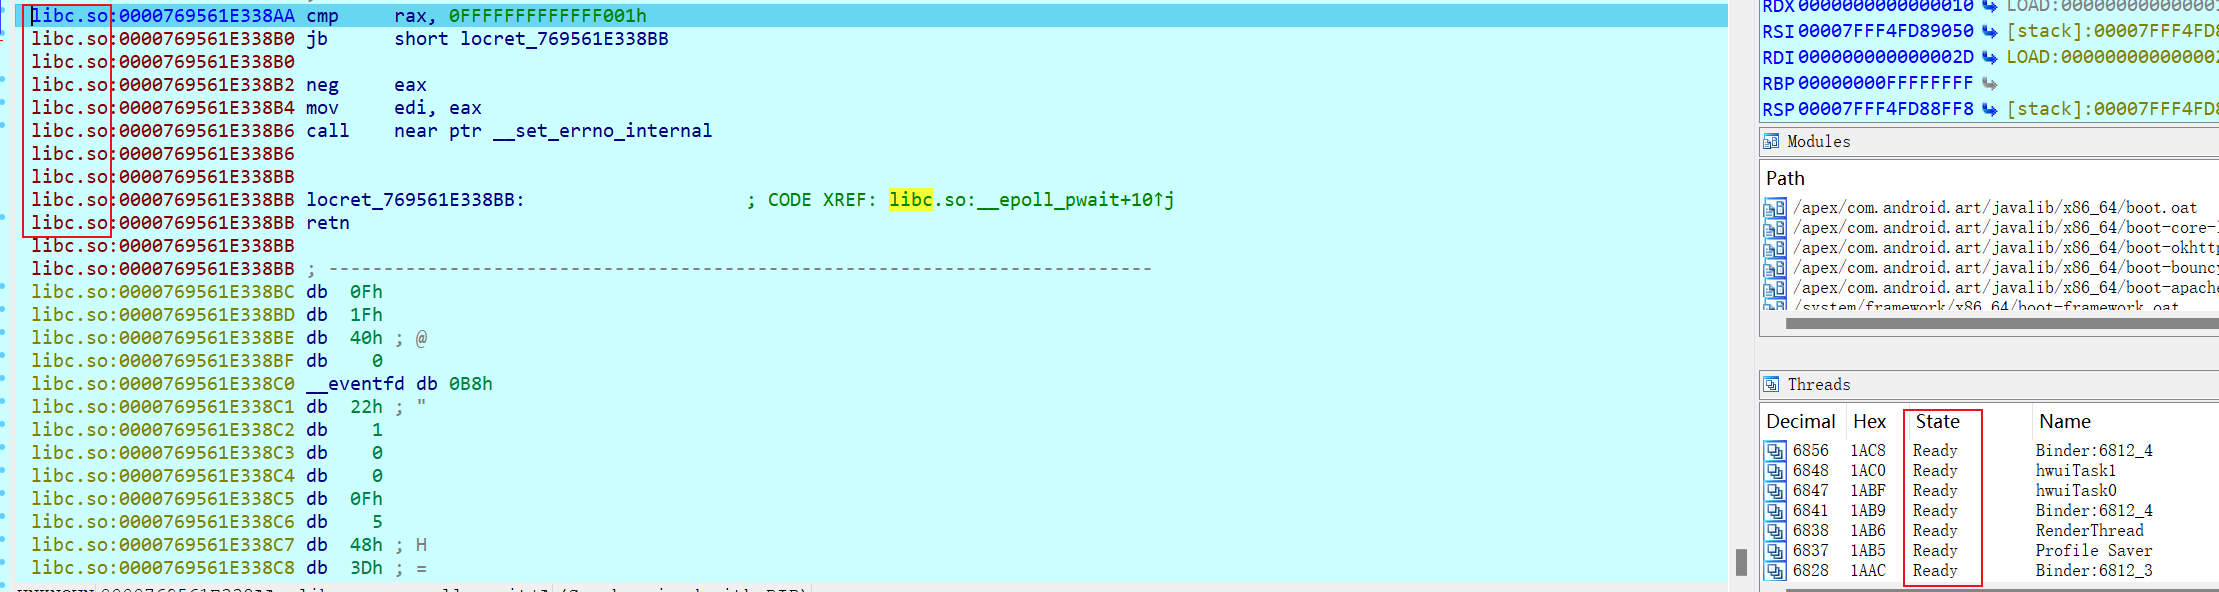 libc.so:0000769561E338AA cmp rax, 0FFFFFFFFFFFFF001h
libc.so:0000769561E338B0 jb short locret_769561E338BB
libc.so:0000769561E338B0
libc.so:0000769561E338B2 neg eax
libc.so:0000769561E338B4 mov edi, eax
libc.so:0000769561E338B6 call near ptr __set_errno_internal
libc.so:0000769561E338B6
libc.so:0000769561E338BB
libc.so:0000769561E338BB locret_769561E338BB: ; CODE XREF: libc.so:__epoll_pwait+10↑j
libc.so:0000769561E338BB retn
libc.so:0000769561E338BB
libc.so:0000769561E338BB ; ---------------------------------------------------------------------------
libc.so:0000769561E338BC db 0Fh
libc.so:0000769561E338BD db 1Fh
libc.so:0000769561E338BE db 40h ; @
libc.so:0000769561E338BF db 0
libc.so:0000769561E338C0 __eventfd db 0B8h
libc.so:0000769561E338C1 db 22h ; "
libc.so:0000769561E338C2 db 1
libc.so:0000769561E338C3 db 0
libc.so:0000769561E338C4 db 0
libc.so:0000769561E338C5 db 0Fh
libc.so:0000769561E338C6 db 5
libc.so:0000769561E338C7 db 48h ; H
libc.so:0000769561E338C8 db 3Dh ; =
RDX 0000000000000010 LOAD:000000000000001
RSI 00007FFF4FD89050 [stack]:00007FFF4FD8
RDI 000000000000002D LOAD:000000000000002
RBP 00000000FFFFFFFF
RSP 00007FFF4FD88FF8 [stack]:00007FFF4FD8
Modules
Path
/apex/com.android.art/javalib/x86_64/boot.oat
/apex/com.android.art/javalib/x86_64/boot-core-
/apex/com.android.art/javalib/x86_64/boot-okhttp
/apex/com.android.art/javalib/x86_64/boot-bouncy
/apex/com.android.art/javalib/x86_64/boot-apache
/system/framework/x86_64/boot-framework.oat
Threads
Decimal Hex State Name
6856 1AC8 Ready Binder:6812_4
6848 1AC0 Ready hwuiTask1
6847 1ABF Ready hwuiTask0
6841 1AB9 Ready Binder:6812_4
6838 1AB6 Ready RenderThread
6837 1AB5 Ready Profile Saver
6828 1AAC Ready Binder:6812_3